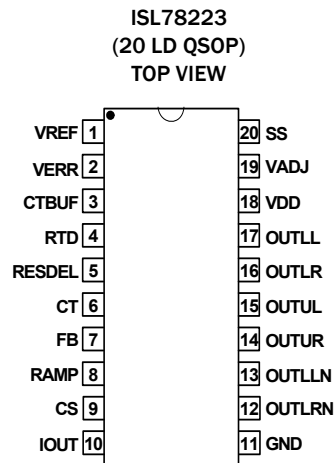 ISL78223
(20 LD QSOP)
TOP VIEW
VREF 1 20 SS
VERR 2 19 VADJ
CTBUF 3 18 VDD
RTD 4 17 OUTLL
RESDEL 5 16 OUTLR
CT 6 15 OUTUL
FB 7 14 OUTUR
RAMP 8 13 OUTLLN
CS 9 12 OUTLRN
IOUT 10 11 GND